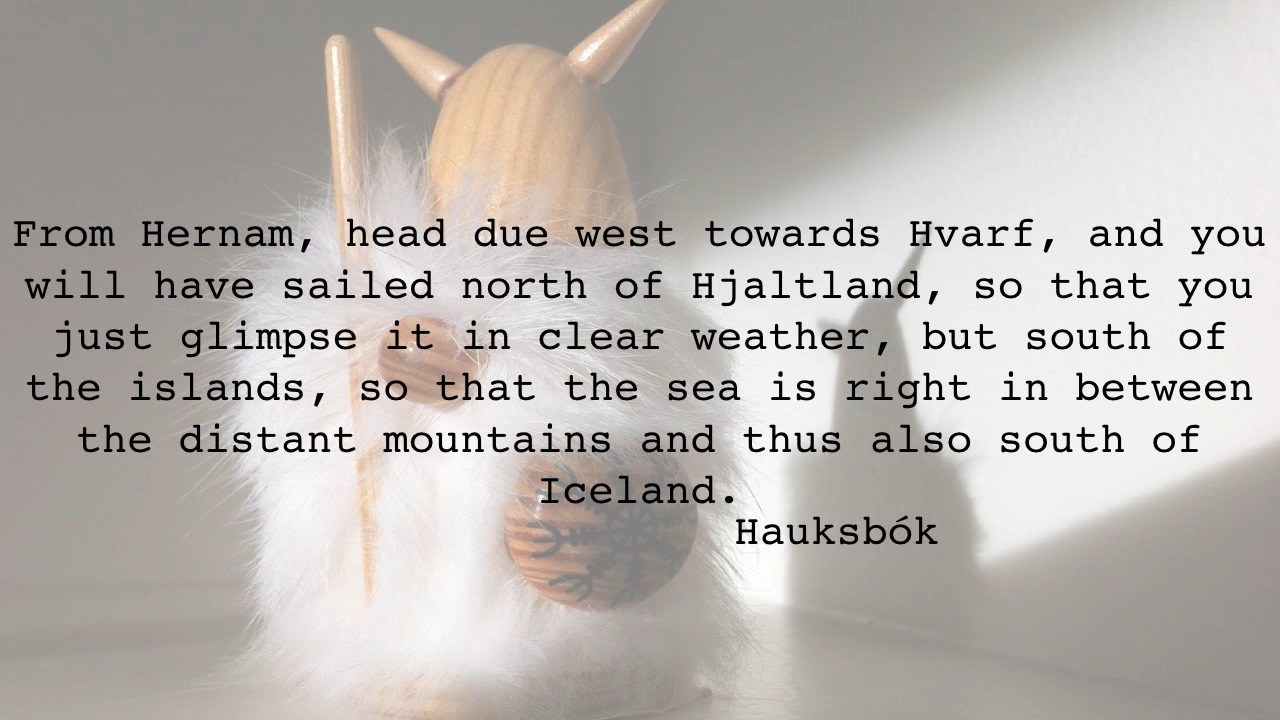 From Hernam, head due west towards Hvarf, and you
will have sailed north of Hjaltland, so that you
just glimpse it in clear weather, but south of
the islands, so that the sea is right in between
the distant mountains and thus also south of
Iceland.
Hauksbók